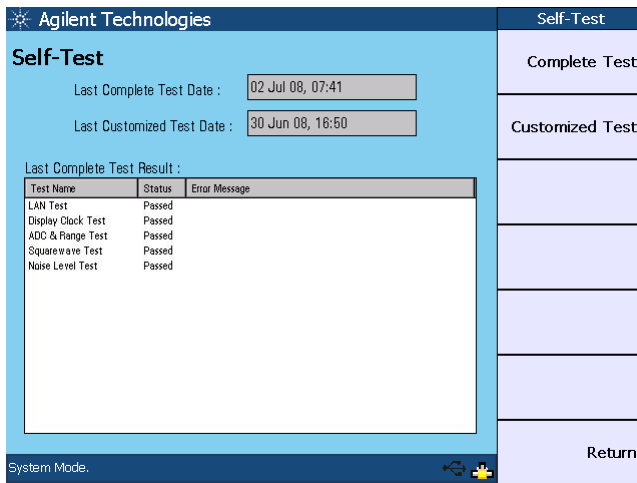 Agilent Technologies
Self-Test
Self-Test
Last Complete Test Date :
02 Jul 08, 07:41
Last Customized Test Date :
30 Jun 08, 16:50
Last Complete Test Result :
Test Name Status Error Message
LAN Test Passed
Display Clock Test Passed
ADC & Range Test Passed
Squarewave Test Passed
Noise Level Test Passed
System Mode.
Complete Test
Customized Test
Return